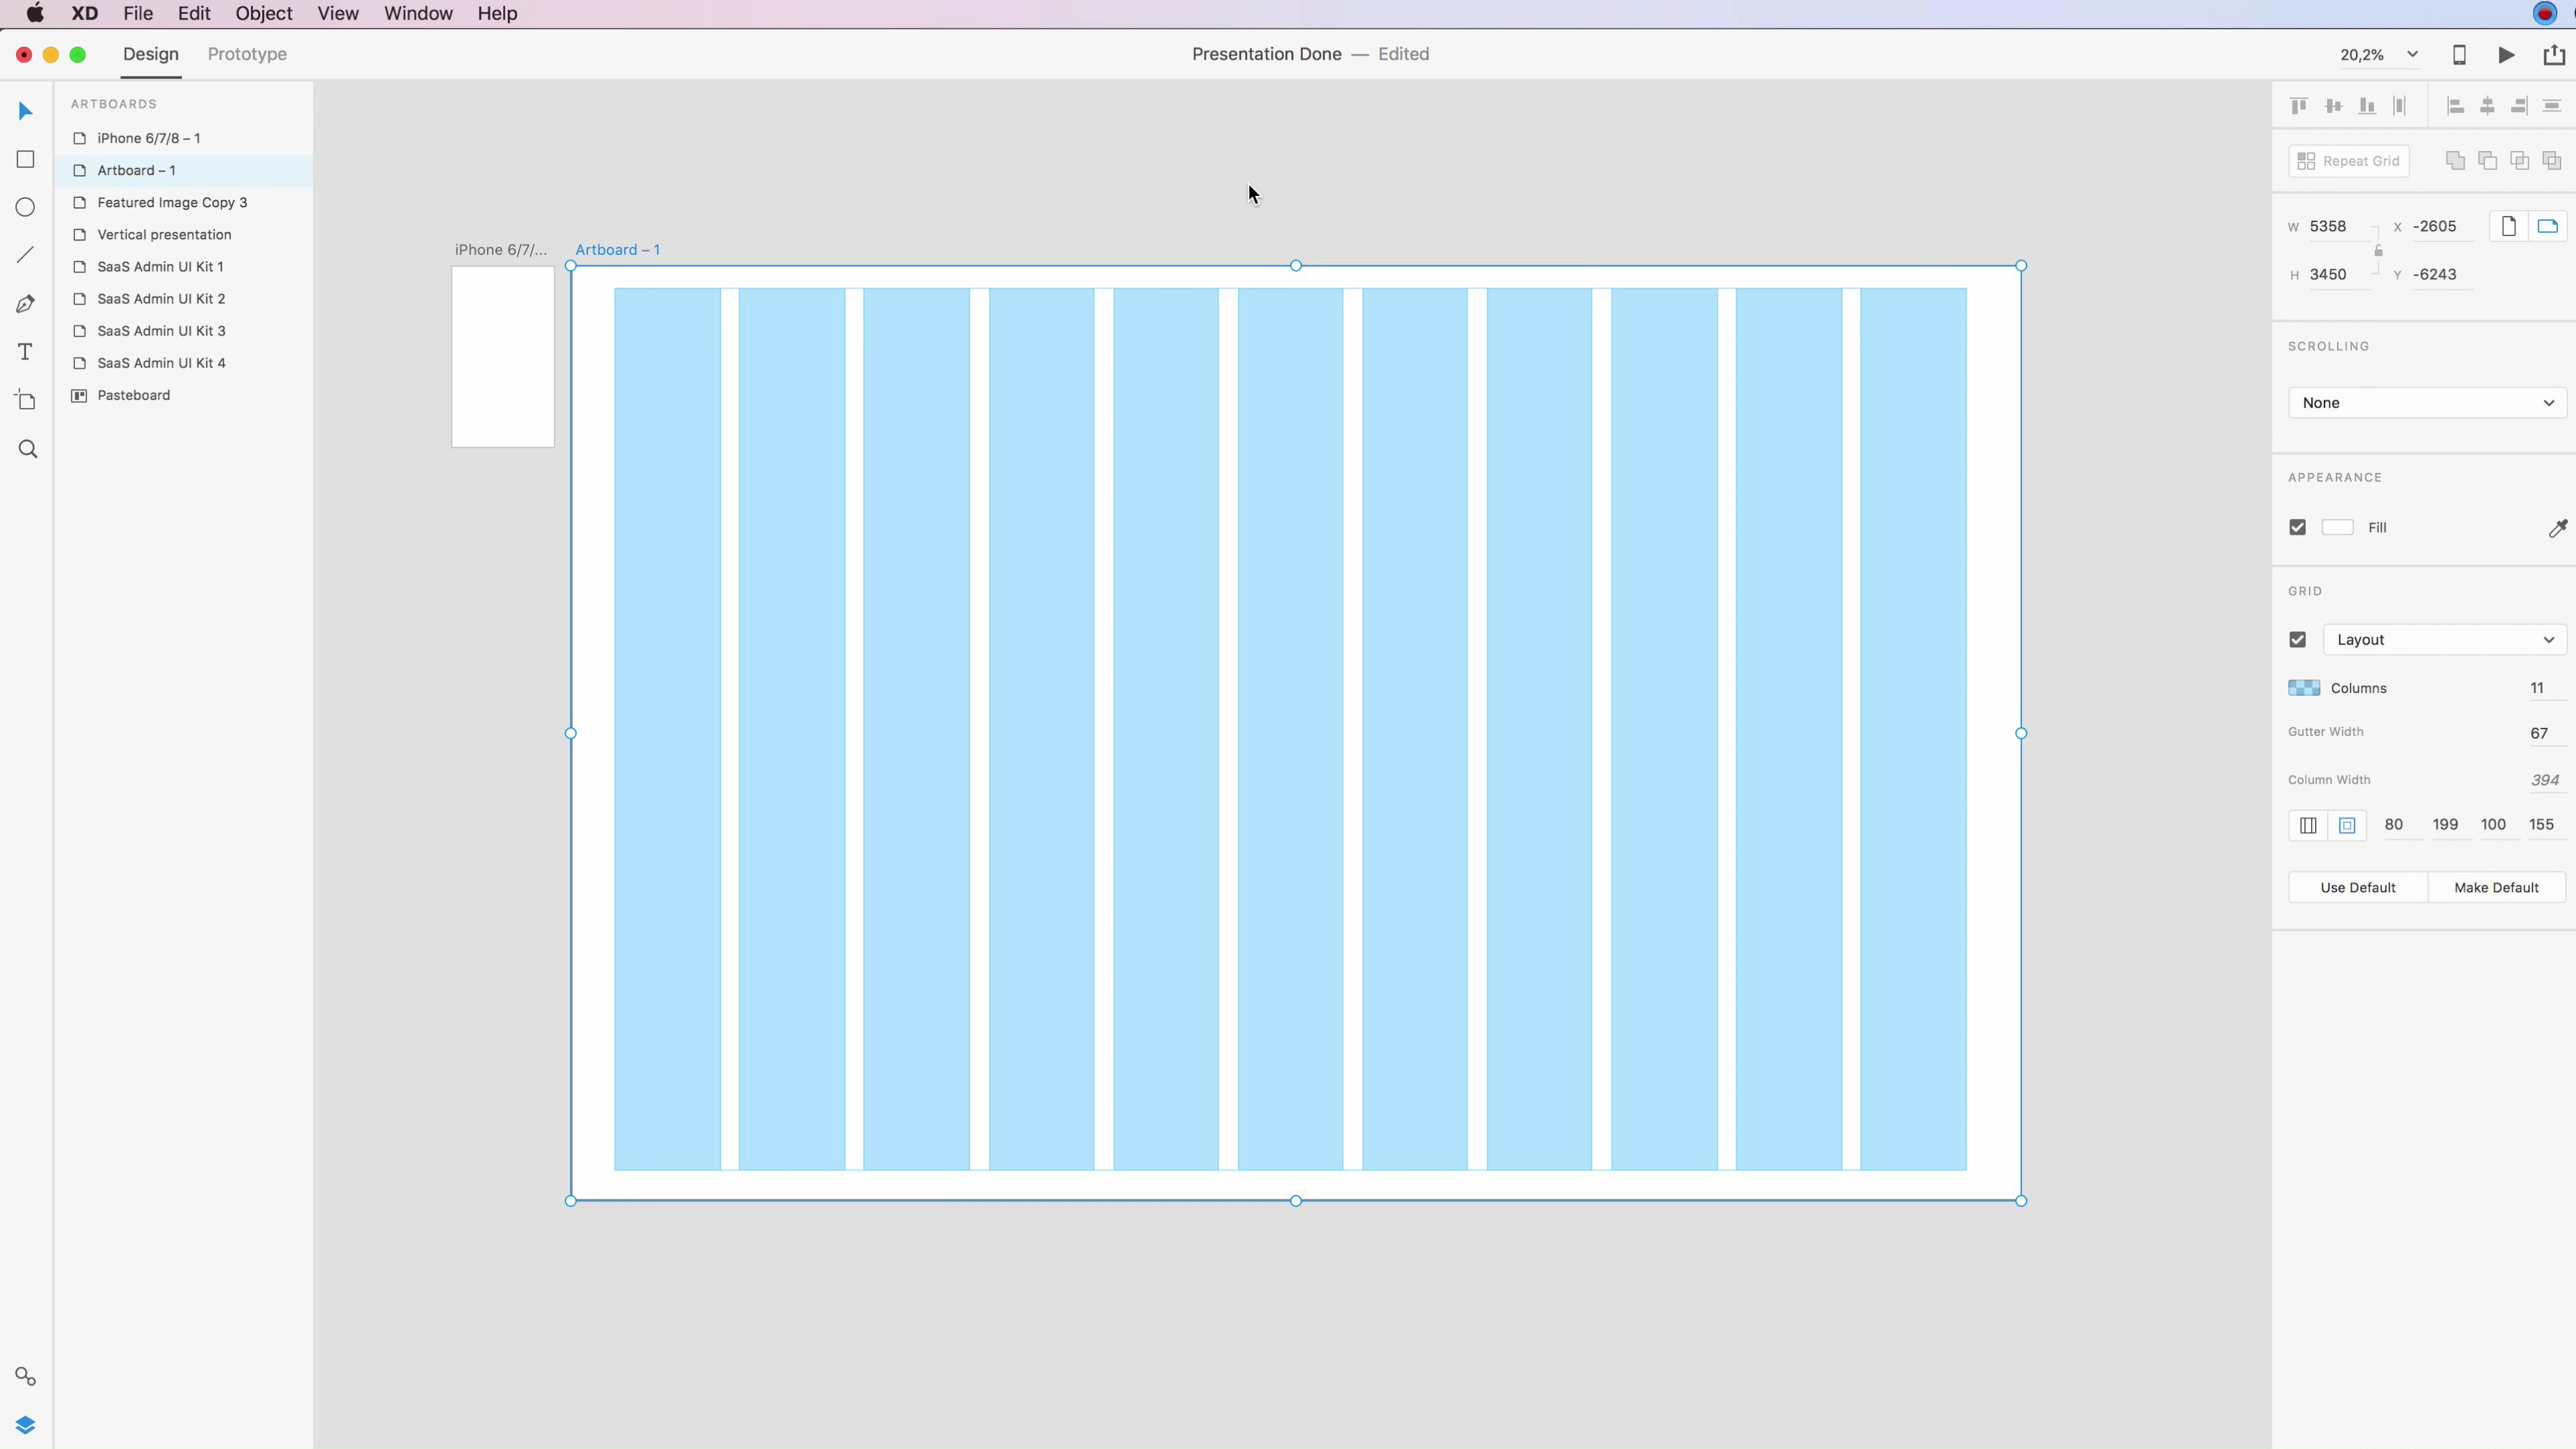 XD File Edit Object View Window Help
Design Prototype Presentation Done — Edited 20,2%
ARTBOARDS
iPhone 6/7/8 – 1
Artboard – 1
Featured Image Copy 3
Vertical presentation
SaaS Admin UI Kit 1
SaaS Admin UI Kit 2
SaaS Admin UI Kit 3
SaaS Admin UI Kit 4
Pasteboard
iPhone 6/7/... Artboard – 1
Repeat Grid
W 5358 X -2605
H 3450 Y -6243
SCROLLING
None
APPEARANCE
Fill
GRID
Layout
Columns 11
Gutter Width 67
Column Width 394
80 199 100 155
Use Default Make Default